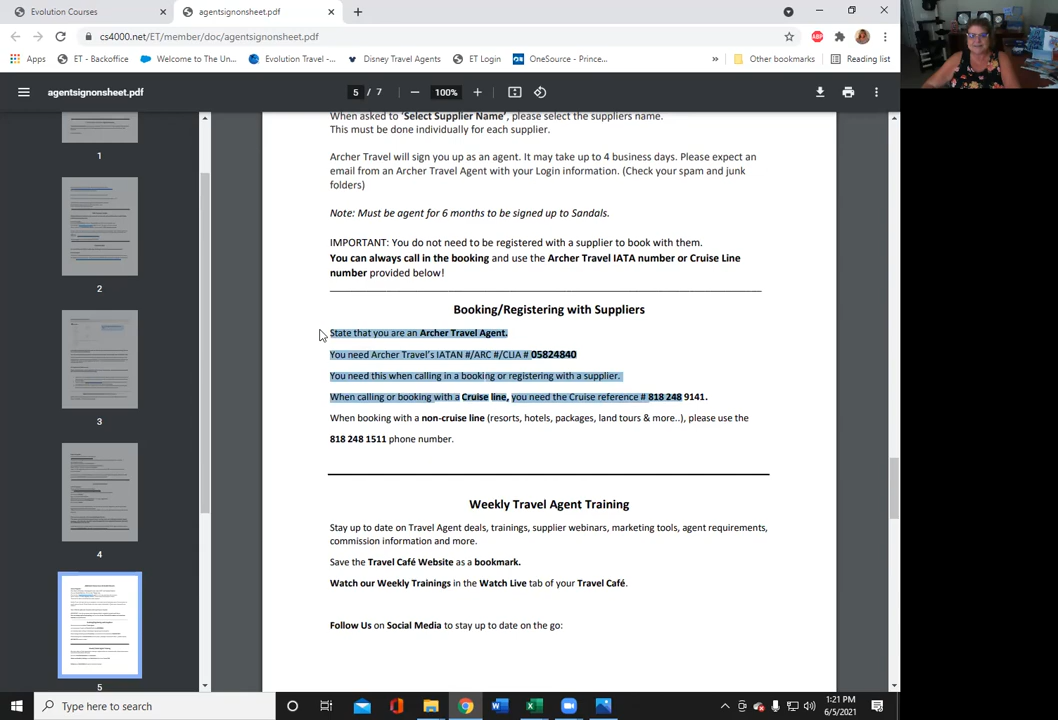 Evolution Courses
agentsignonsheet.pdf
cs4000.net/ET/member/doc/agentsignonsheet.pdf
ABP
Apps
ET - Backoffice
Welcome to The Un...
Evolution Travel -...
Disney Travel Agents
ET Login
OneSource - Prince...
»
Other bookmarks
Reading list
agentsignonsheet.pdf
5 / 7
100%
1
2
3
4
5
When asked to 'Select Supplier Name', please select the suppliers name.
This must be done individually for each supplier.
Archer Travel will sign you up as an agent. It may take up to 4 business days. Please expect an
email from an Archer Travel Agent with your Login information. (Check your spam and junk
folders)
Note: Must be agent for 6 months to be signed up to Sandals.
IMPORTANT: You do not need to be registered with a supplier to book with them.
You can always call in the booking and use the Archer Travel IATA number or Cruise Line
number provided below!
Booking/Registering with Suppliers
State that you are an Archer Travel Agent.
You need Archer Travel's IATAN #/ARC #/CLIA # 05824840
You need this when calling in a booking or registering with a supplier.
When calling or booking with a Cruise line, you need the Cruise reference # 818 248 9141.
When booking with a non-cruise line (resorts, hotels, packages, land tours & more..), please use the
818 248 1511 phone number.
Weekly Travel Agent Training
Stay up to date on Travel Agent deals, trainings, supplier webinars, marketing tools, agent requirements,
commission information and more.
Save the Travel Café Website as a bookmark.
Watch our Weekly Trainings in the Watch Live tab of your Travel Café.
Follow Us on Social Media to stay up to date on the go:
Type here to search
1:21 PM
6/5/2021